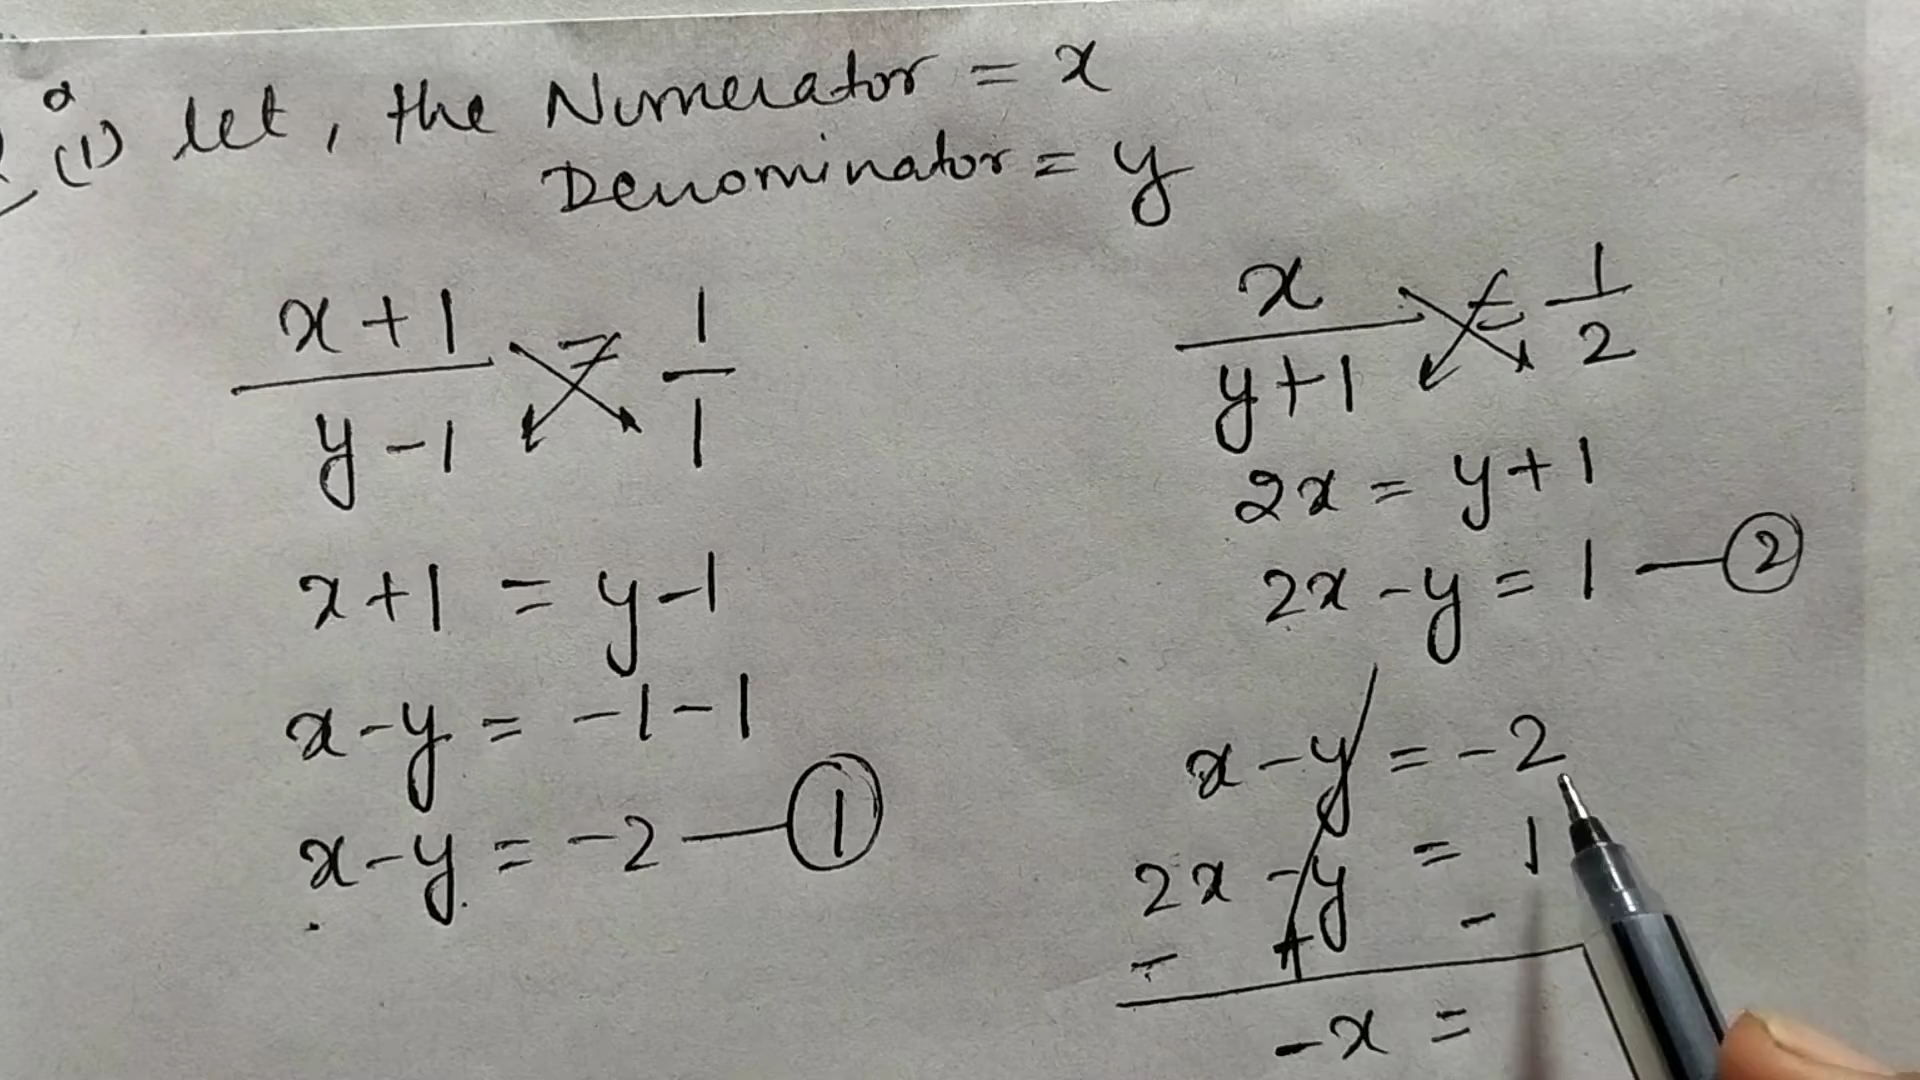 (1) let, the Numerator = x
Denominator = y
x + 1 / y - 1 = 1 / 1
x + 1 = y - 1
x - y = -1 - 1
x - y = -2 — ①
x / y + 1 = 1 / 2
2x = y + 1
2x - y = 1 — ②
x - y = -2
2x - y = 1
- + -
-x =